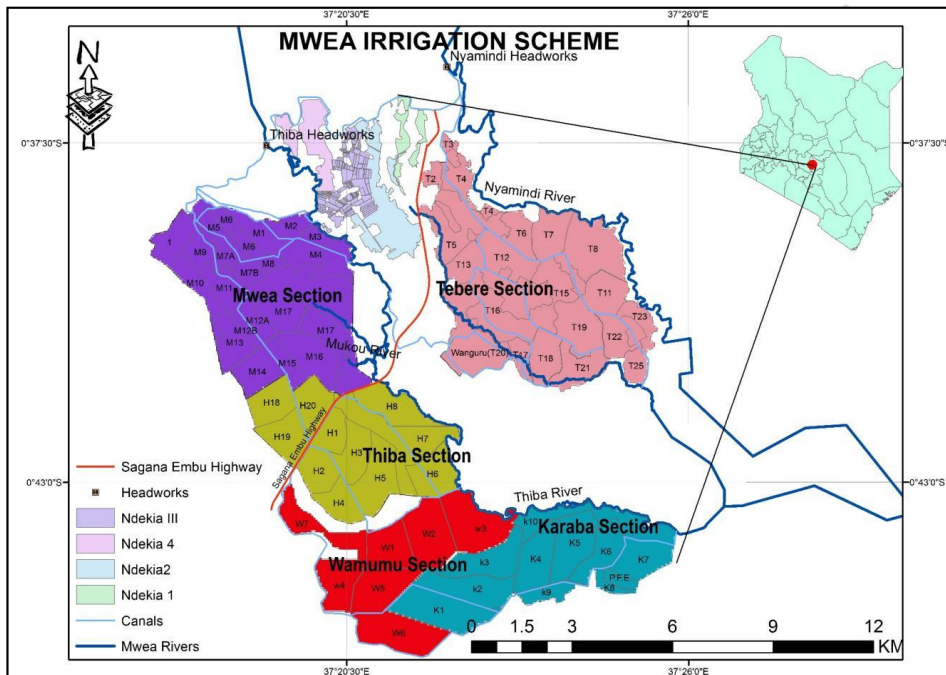 37°20'30"E
37°26'0"E
MWEA IRRIGATION SCHEME
N
Nyamindi Headworks
Thiba Headworks
0°37'30"S
0°37'30"S
T3
T2
T4
Nyamindi River
T4
T6
T7
T8
T5
T12
T13
Tebere Section
T15
T11
T16
T19
T23
T22
Wanguru(T20)
T17
T18
T21
T25
M6
M5
M1
M2
M3
1
M6
M9
M7A
M8
M4
M7B
M10
M11
Mwea Section
M17
M12A
M12B
M17
M13
Mukou River
M16
M15
M14
H18
H20
H8
H19
H1
H7
Sagana Embu Highway
H3
Thiba Section
H2
H5
H6
H4
0°43'0"S
0°43'0"S
Thiba River
W7
W2
w3
k10
Karaba Section
W1
K5
K6
Wamumu Section
k3
K4
K7
w4
W5
k2
P.F.E
K8
k9
K1
W6
Sagana Embu Highway
Headworks
Ndekia III
Ndekia 4
Ndekia2
Ndekia 1
Canals
Mwea Rivers
0 1.5 3 6 9 12
KM
37°20'30"E
37°26'0"E